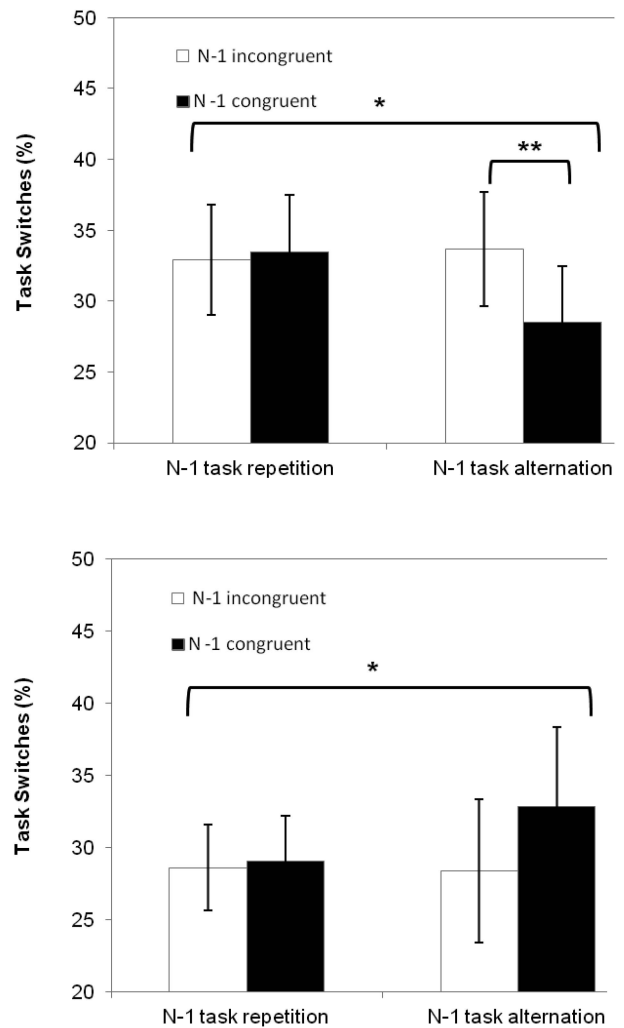 50
N-1 incongruent
45
N-1 congruent
*
40
**
35
30
25
20
Task Switches (%)
N-1 task repetition
N-1 task alternation
50
N-1 incongruent
45
N-1 congruent
*
40
35
30
25
20
Task Switches (%)
N-1 task repetition
N-1 task alternation